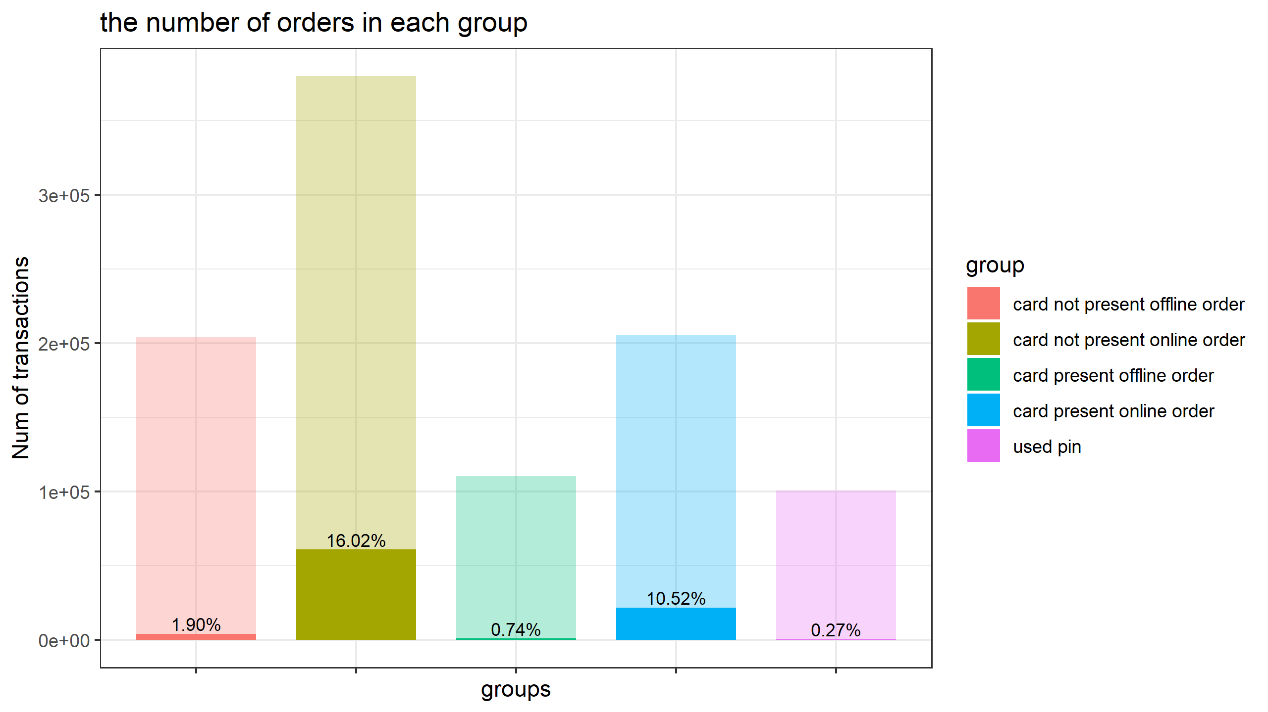 the number of orders in each group
Num of transactions
3e+05
2e+05
1e+05
0e+00
1.90%
16.02%
0.74%
10.52%
0.27%
groups
group
card not present offline order
card not present online order
card present offline order
card present online order
used pin